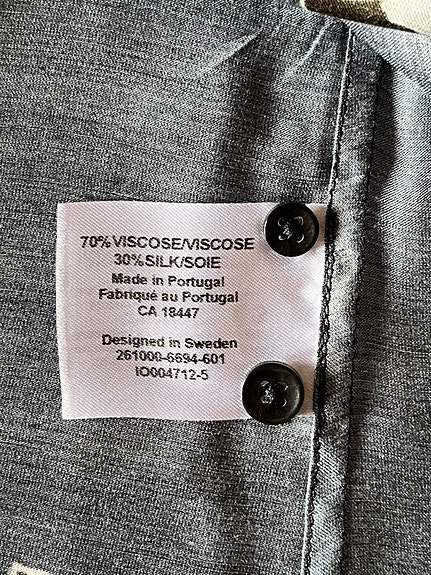 70% VISCOSE/VISCOSE
30% SILK/SOIE
Made in Portugal
Fabriqué au Portugal
CA 18447
Designed in Sweden
261000-6694-601
IO004712-5